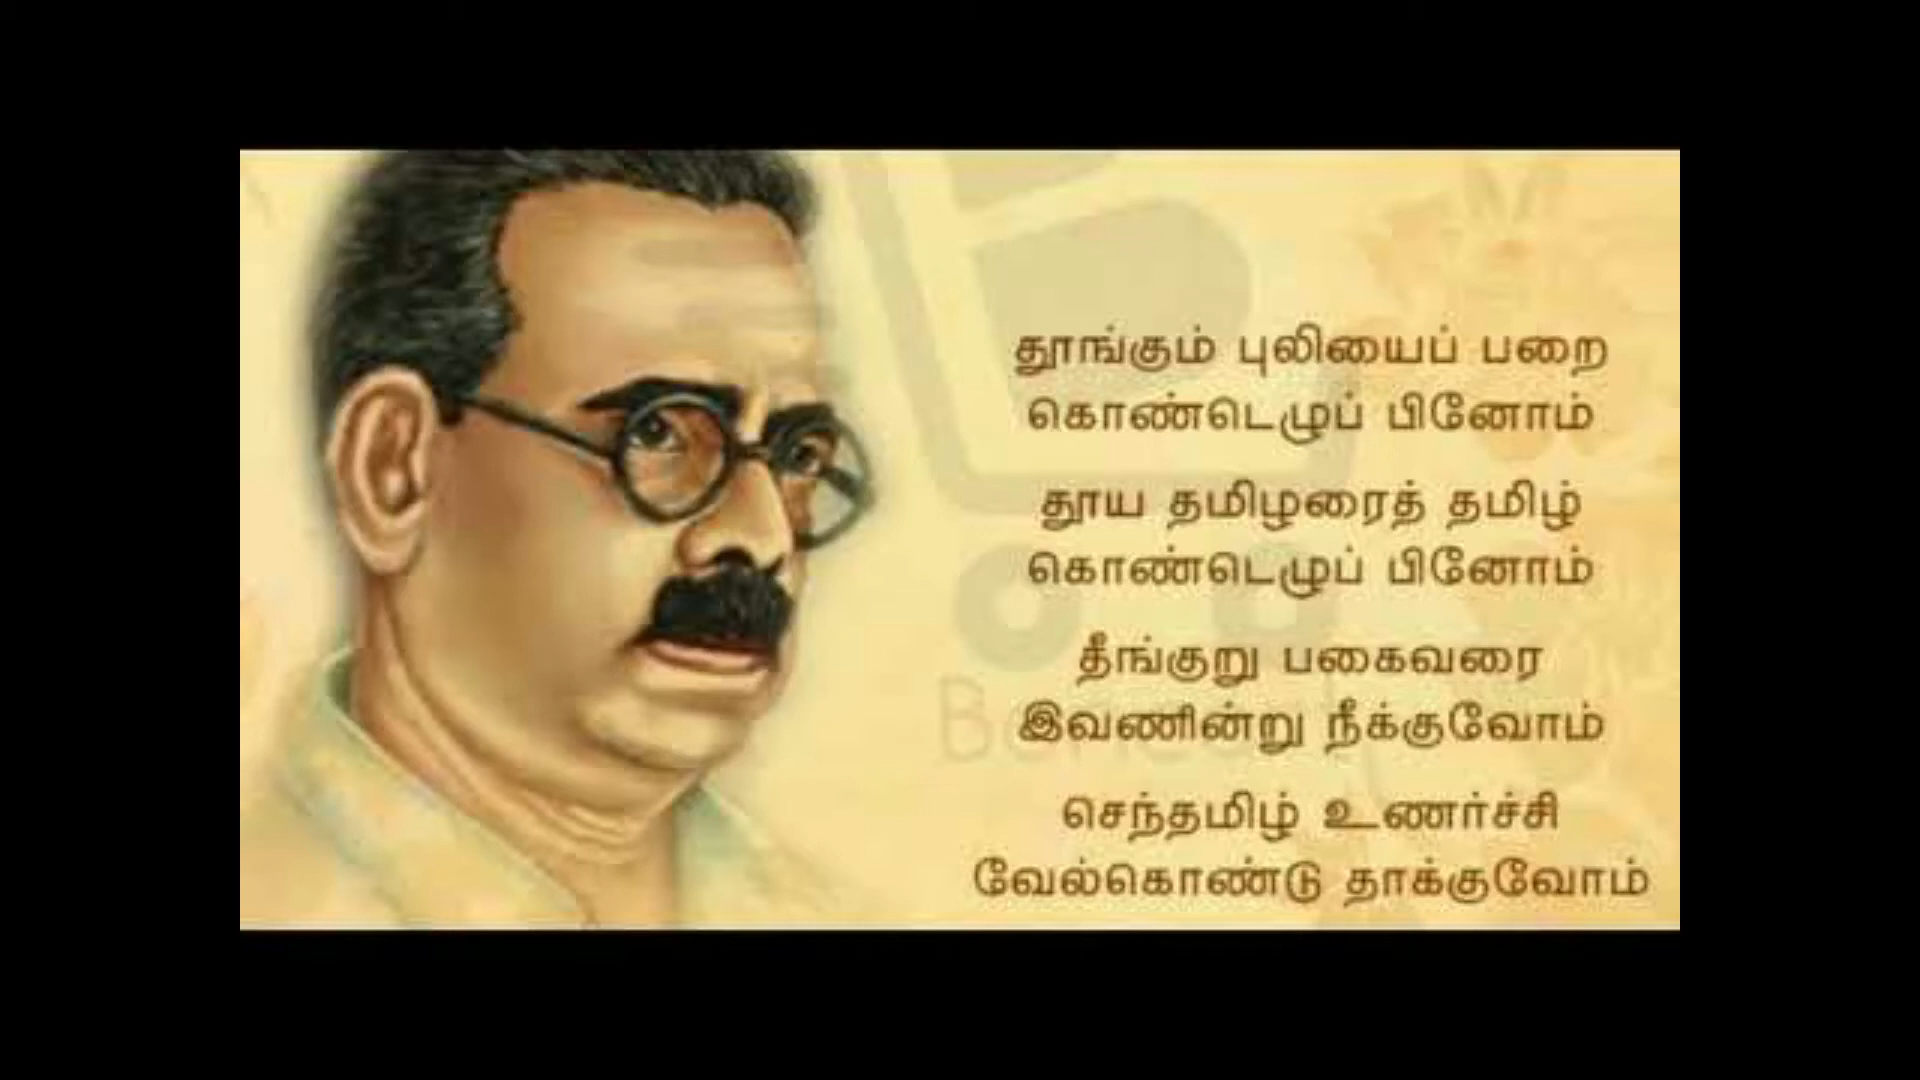 தூங்கும் புலியைப் பறை
கொண்டெழுப் பினோம்
தூய தமிழரைத் தமிழ்
கொண்டெழுப் பினோம்
தீங்குறு பகைவரை
இவணின்று நீக்குவோம்
செந்தமிழ் உணர்ச்சி
வேல்கொண்டு தாக்குவோம்